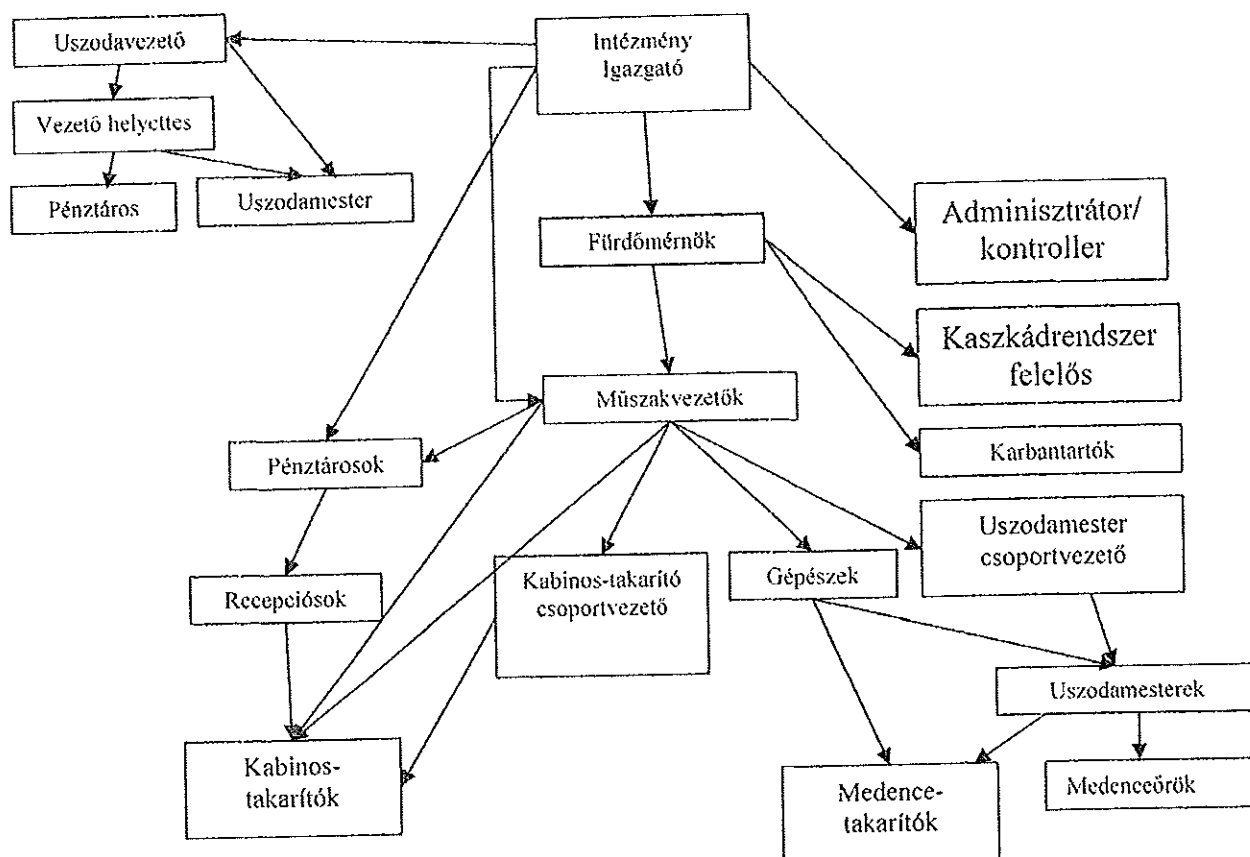 Uszodavezető
Intézmény
Igazgató
Vezető helyettes
Pénztáros
Uszodamester
Adminisztrátor/
kontroller
Fürdőmérnök
Kaszkádrendszer
felelős
Műszakvezetők
Karbantartók
Pénztárosok
Uszodamester
csoportvezető
Kabinos-takarító
csoportvezető
Gépészek
Recepciósok
Uszodamesterek
Kabinos-
takarítók
Medence-
takarítók
Medenceőrök